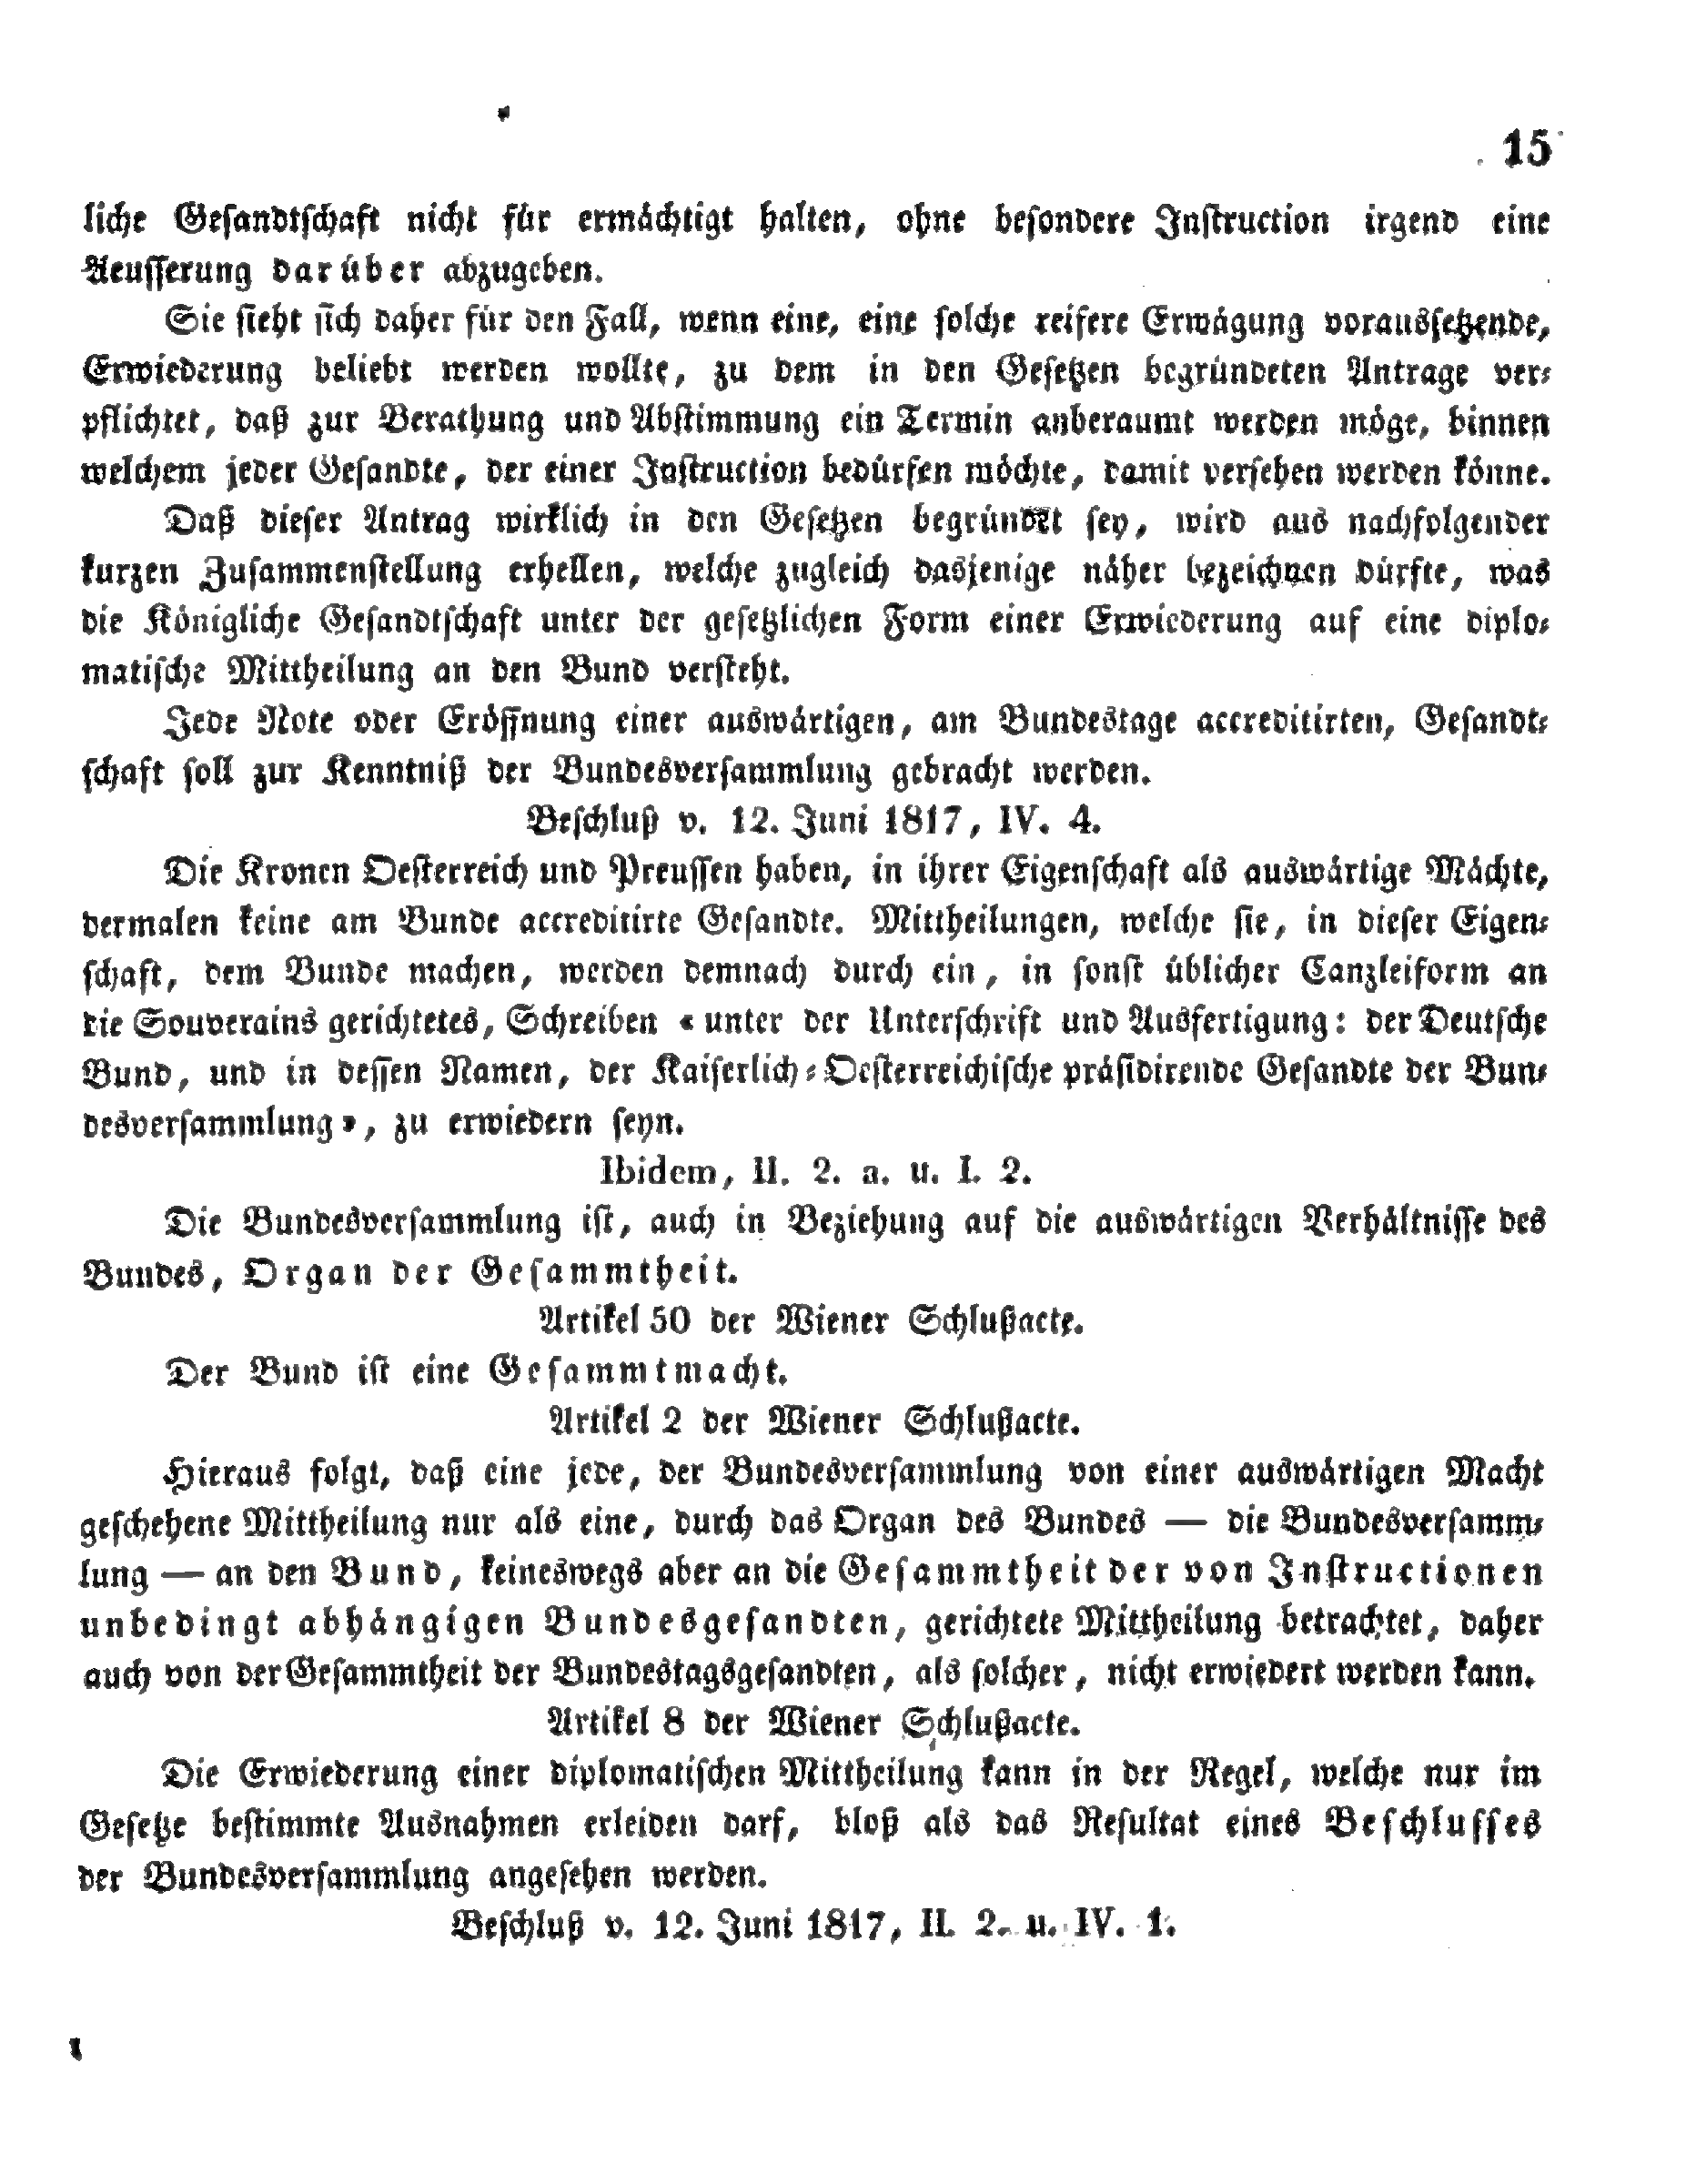 15
liche Gesandtschaft nicht für ermächtigt halten, ohne besondere Instruction irgend eine
Aeusserung darüber abzugeben.
Sie sieht sich daher für den Fall, wenn eine, eine solche reifere Erwägung voraussetzende,
Erwiederung beliebt werden wollte, zu dem in den Gesetzen begründeten Antrage ver-
pflichtet, daß zur Berathung und Abstimmung ein Termin anberaumt werden möge, binnen
welchem jeder Gesandte, der einer Instruction bedürfen möchte, damit versehen werden könne.
Daß dieser Antrag wirklich in den Gesetzen begründet sey, wird aus nachfolgender
kurzen Zusammenstellung erhellen, welche zugleich dasjenige näher bezeichnen dürfte, was
die Königliche Gesandtschaft unter der gesetzlichen Form einer Erwiederung auf eine diplo-
matische Mittheilung an den Bund versteht.
Jede Note oder Eröffnung einer auswärtigen, am Bundestage accreditirten, Gesandt-
schaft soll zur Kenntniß der Bundesversammlung gebracht werden.
Beschluß v. 12. Juni 1817, IV. 4.
Die Kronen Oesterreich und Preussen haben, in ihrer Eigenschaft als auswärtige Mächte,
dermalen keine am Bunde accreditirte Gesandte. Mittheilungen, welche sie, in dieser Eigen-
schaft, dem Bunde machen, werden demnach durch ein, in sonst üblicher Canzleiform an
die Souverains gerichtetes, Schreiben « unter der Unterschrift und Ausfertigung: der Deutsche
Bund, und in dessen Namen, der Kaiserlich-Oesterreichische präsidirende Gesandte der Bun-
desversammlung », zu erwiedern seyn.
Ibidem, II. 2. a. u. I. 2.
Die Bundesversammlung ist, auch in Beziehung auf die auswärtigen Verhältnisse des
Bundes, Organ der Gesammtheit.
Artikel 50 der Wiener Schlußacte.
Der Bund ist eine Gesammtmacht.
Artikel 2 der Wiener Schlußacte.
Hieraus folgt, daß eine jede, der Bundesversammlung von einer auswärtigen Macht
geschehene Mittheilung nur als eine, durch das Organ des Bundes — die Bundesversamm-
lung — an den Bund, keineswegs aber an die Gesammtheit der von Instructionen
unbedingt abhängigen Bundesgesandten, gerichtete Mittheilung betrachtet, daher
auch von der Gesammtheit der Bundestagsgesandten, als solcher, nicht erwiedert werden kann.
Artikel 8 der Wiener Schlußacte.
Die Erwiederung einer diplomatischen Mittheilung kann in der Regel, welche nur im
Gesetze bestimmte Ausnahmen erleiden darf, bloß als das Resultat eines Beschlusses
der Bundesversammlung angesehen werden.
Beschluß v. 12. Juni 1817, II. 2. u. IV. 1.